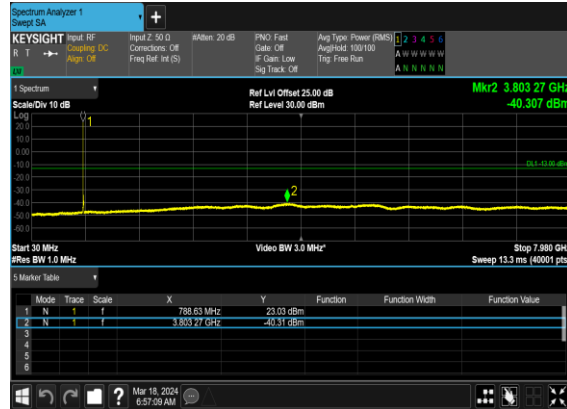 Spectrum Analyzer 1
Swept SA
+
KEYSIGHT Input: RF Input Z: 50 Ω #Atten: 20 dB PNO: Fast Avg Type: Power (RMS) 1 2 3 4 5 6
R T Coupling: DC Corrections: Off Gate: Off Avg|Hold: 100/100 A W W W W W
Align: Off Freq Ref: Int (S) IF Gain: Low Trig: Free Run
Sig Track: Off A N N N N N
1 Spectrum
Scale/Div 10 dB
Ref Lvl Offset 25.00 dB
Ref Level 30.00 dBm
Mkr2 3.803 27 GHz
-40.307 dBm
Log
1
20.0
10.0
0.00
-10.0
DL1 -13.00 dBm
-20.0
-30.0
2
-40.0
-50.0
-60.0
Start 30 MHz Video BW 3.0 MHz* Stop 7.980 GHz
#Res BW 1.0 MHz Sweep 13.3 ms (40001 pts)
5 Marker Table
Mode Trace Scale X Y Function Function Width Function Value
1 N 1 f 788.63 MHz 23.03 dBm
2 N 1 f 3.803 27 GHz -40.31 dBm
3
4
5
6
? Mar 18, 2024
6:57:09 AM